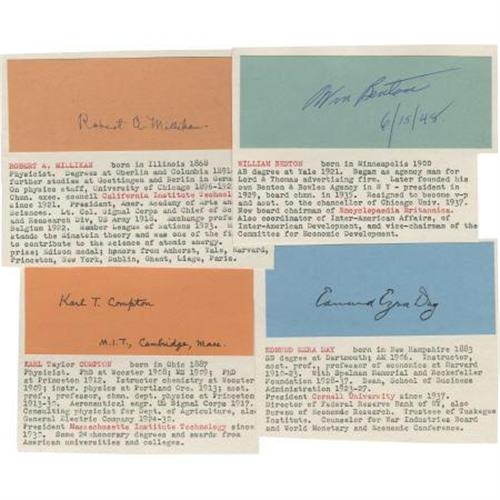 Robert A. Millikan.
ROBERT A. MILLIKAN born in Illinois 1868
Physicist. Degrees at Oberlin and Columbia 1891-
further studies at Goettingen and Berlin in Germ
On physics staff, University of Chicago 1896-192
Chmn. exec. council California Institute Technol
since 1921. Pres. Amer. Academy of Arts an
Sciences. Lt. Col. Signal Corps and Chief of Sc
and Research Div, US Army 1918. Exchange prof
Belgium 1922. Member League of Nations 1923.
stands the Einstein theory and was one of the fi
to contribute to the science of atomic energy.
prize; Edison medal; honors from Amherst, Yale, Harvard,
Princeton, New York, Dublin, Ghent, Liege, Paris.
Wm Benton
6/15/48
WILLIAM BENTON born in Minneapolis 1900
AB degree at Yale 1921. Began as agency man for
Lord & Thomas advertising firm. Later founded his
own Benton & Bowles Agency in N Y - president in
1929, board chmn. in 1935. Resigned to become v-p
and asst. to the chancellor of Chicago Univ. 1937.
Now board chairman of Encyclopaedia Britannica.
Also coordinator of Inter-American Affairs, of
Inter-American Development, and vice-chairman of the
Committee for Economic Development.
Karl T. Compton
M.I.T., Cambridge, Mass.
KARL Taylor COMPTON born in Ohio 1887
Physicist. PhD at Wooster 1908; MS 1909; PhD
at Princeton 1912. Instructor chemistry at Wooster
1909; instr. physics at Portland Ore. 1913; asst.
prof., professor, chmn. dept. physics at Princeton
1913-1930. Aeronautical engr. US Signal Corps 1917.
Consulting physicist for Dept. of Agriculture, also
General Electric Company 1924-33.
President Massachusetts Institute Technology since
1932. Some 24 honorary degrees and awards from
American universities and colleges.
Edmund Ezra Day
EDMUND EZRA DAY born in New Hampshire 1883
SN degree at Dartmouth; AM 1906. Instructor,
asst. prof., professor of economics at Harvard
1910-23. With Spelman Memorial and Rockefeller
Foundation 1928-37. Dean, School of Business
Administration 1921-27.
President Cornell University since 1937.
Director of Federal Reserve Bank of NY, also
Bureau of Economic Research. Trustee of Tuskegee
Institute. Counselor for War Industries Board
and World Monetary and Economic Conference.